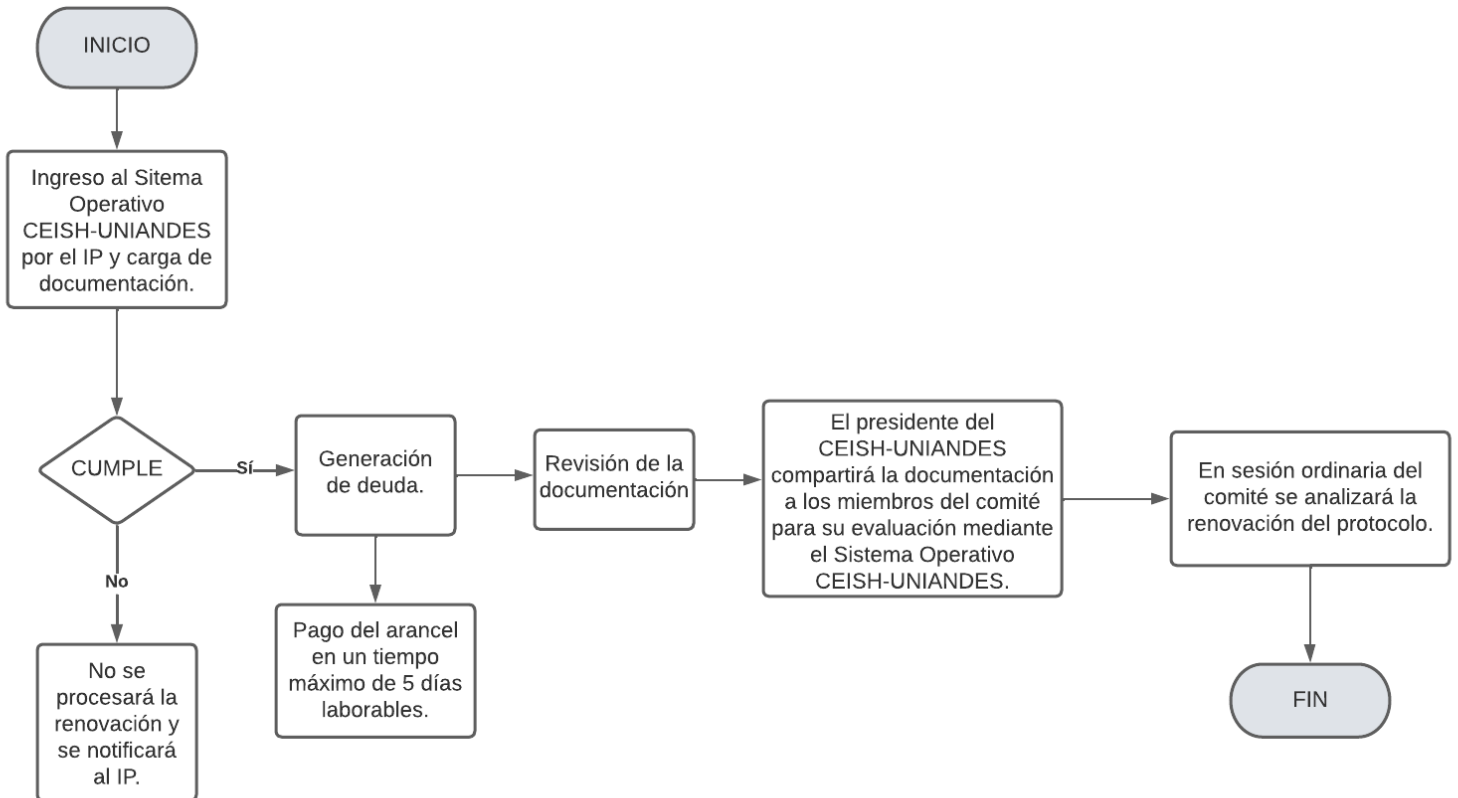 INICIO
Ingreso al Sitema
Operativo
CEISH-UNIANDES
por el IP y carga de
documentación.
CUMPLE
Sí
No
No se
procesará la
renovación y
se notificará
al IP.
Generación
de deuda.
Pago del arancel
en un tiempo
máximo de 5 días
laborables.
Revisión de la
documentación
El presidente del
CEISH-UNIANDES
compartirá la documentación
a los miembros del comité
para su evaluación mediante
el Sistema Operativo
CEISH-UNIANDES.
En sesión ordinaria del
comité se analizará la
renovación del protocolo.
FIN